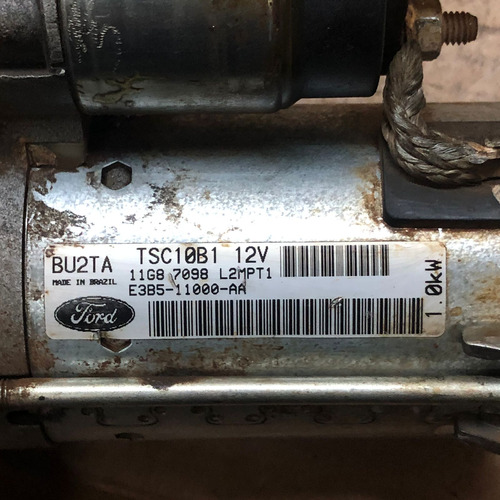 BU2TA
MADE IN BRAZIL
Ford
TSC10B1 12V
11G8 7098 L2MPT1
E3B5-11000-AA
1.0kW